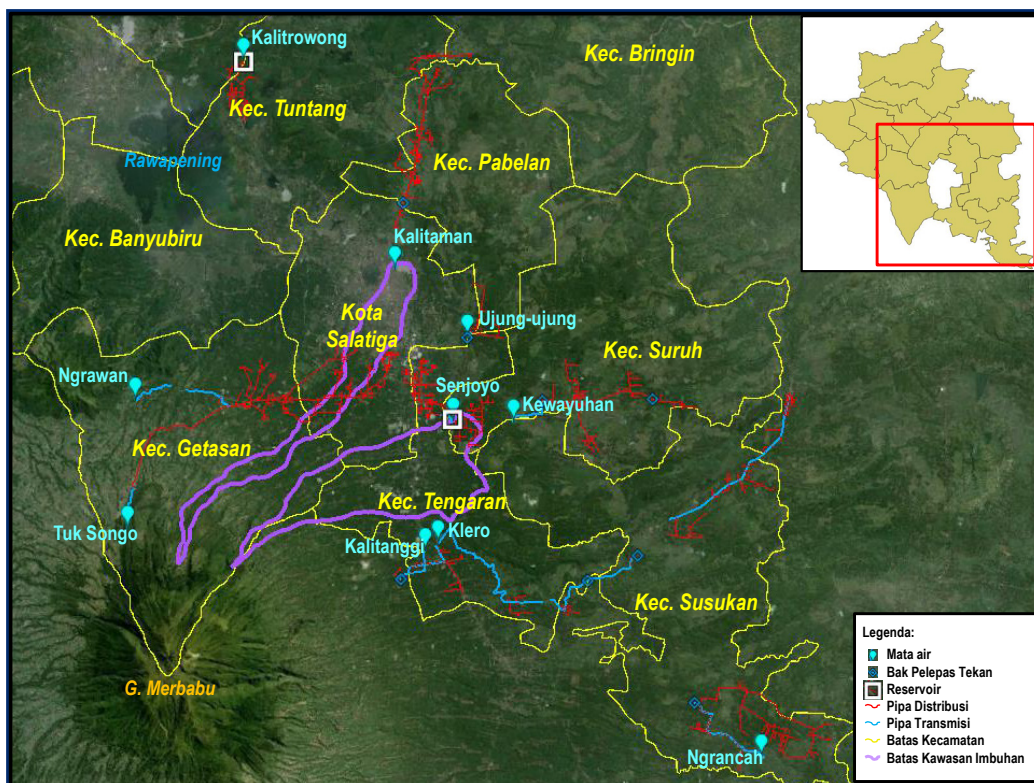 Kalitrowong
Kec. Bringin
Kec. Tuntang
Rawapening
Kec. Pabelan
Kec. Banyubiru
Kalitaman
Kota
Salatiga
Ujung-ujung
Kec. Suruh
Ngrawan
Senjoyo
Kewayuhan
Kec. Getasan
Kec. Tengaran
Tuk Songo
Klero
Kalitanggi
Kec. Susukan
G. Merbabu
Ngrancah
Legenda:
Mata air
Bak Pelepas Tekan
Reservoir
Pipa Distribusi
Pipa Transmisi
Batas Kecamatan
Batas Kawasan Imbuhan